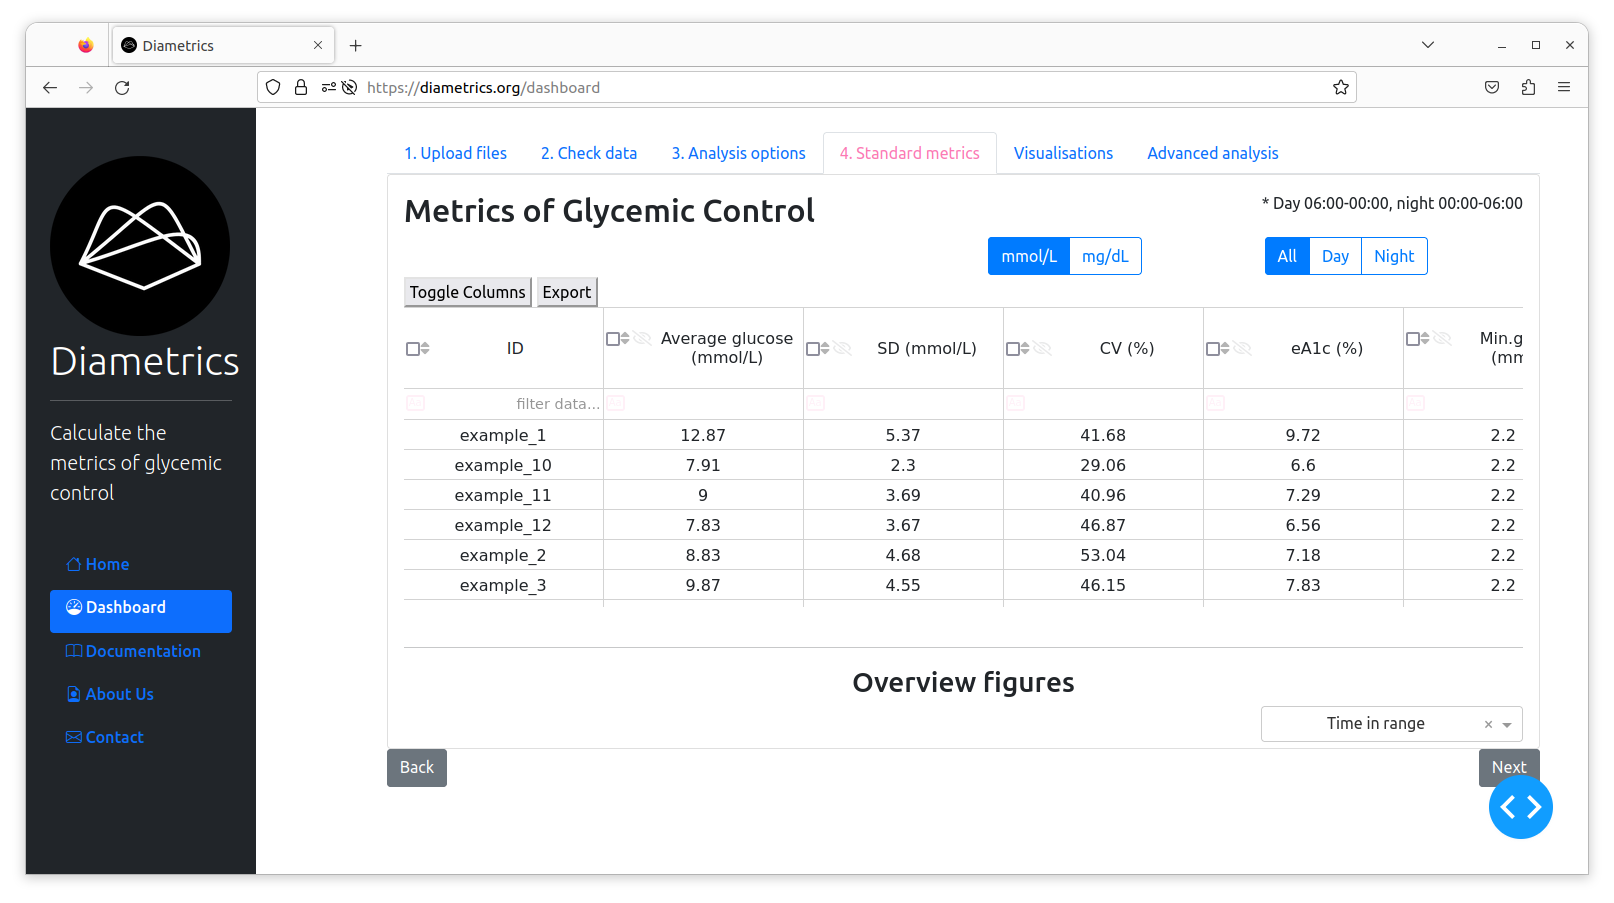 Diametrics
https://diametrics.org/dashboard
Diametrics
Calculate the
metrics of glycemic
control
Home
Dashboard
Documentation
About Us
Contact
1. Upload files 2. Check data 3. Analysis options 4. Standard metrics Visualisations Advanced analysis
Metrics of Glycemic Control
* Day 06:00-00:00, night 00:00-06:00
mmol/L mg/dL All Day Night
Toggle Columns Export
ID Average glucose (mmol/L) SD (mmol/L) CV (%) eA1c (%) Min.g (mm
filter data...
example_1 12.87 5.37 41.68 9.72 2.2
example_10 7.91 2.3 29.06 6.6 2.2
example_11 9 3.69 40.96 7.29 2.2
example_12 7.83 3.67 46.87 6.56 2.2
example_2 8.83 4.68 53.04 7.18 2.2
example_3 9.87 4.55 46.15 7.83 2.2
Overview figures
Time in range
Back Next